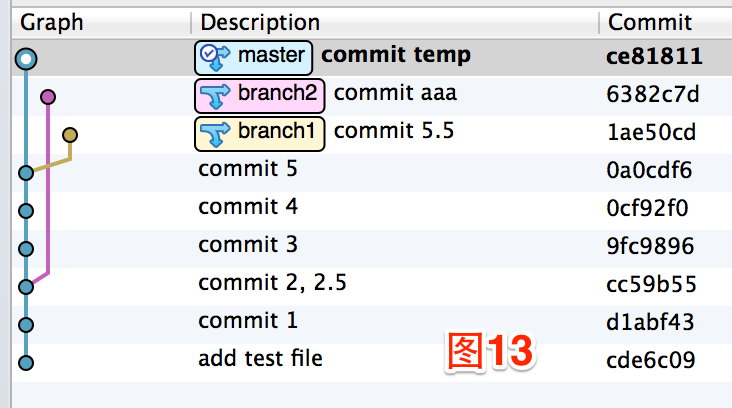 Graph Description Commit
master commit temp ce81811
branch2 commit aaa 6382c7d
branch1 commit 5.5 1ae50cd
commit 5 0a0cdf6
commit 4 0cf92f0
commit 3 9fc9896
commit 2, 2.5 cc59b55
commit 1 d1abf43
add test file cde6c09
图13